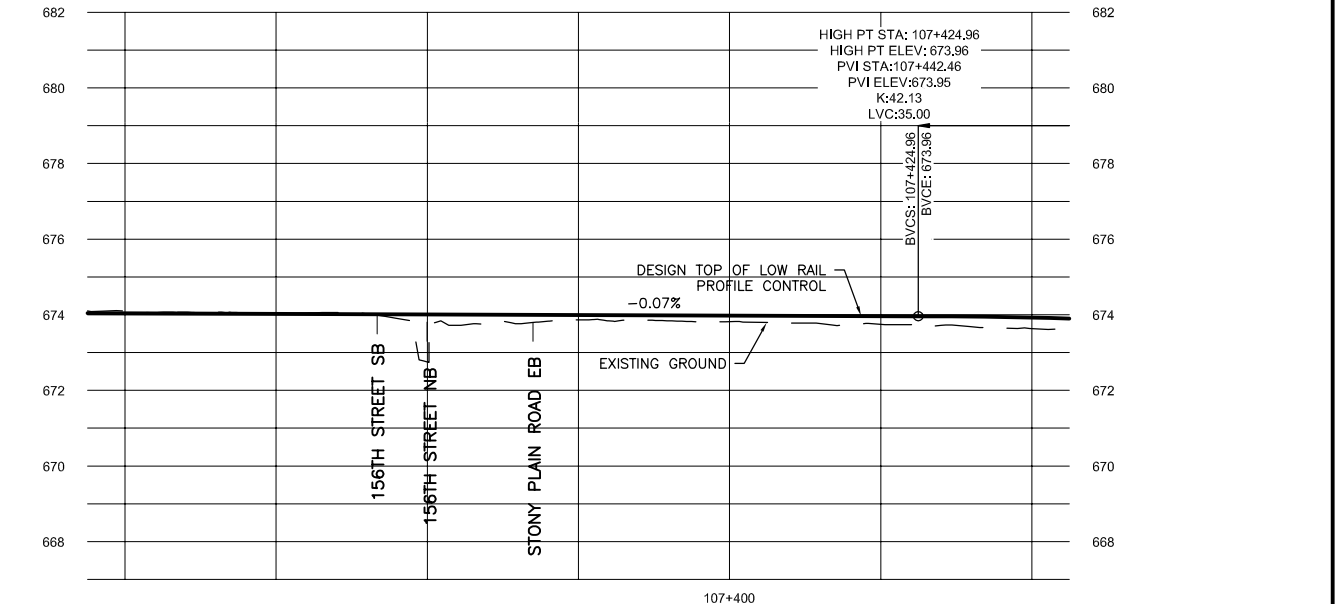 682
682
HIGH PT STA: 107+424.96
HIGH PT ELEV: 673.96
PVI STA:107+442.46
PVI ELEV:673.95
K:42.13
LVC:35.00
680
680
678
678
BVCS: 107+424.96
BVCE: 673.96
676
676
DESIGN TOP OF LOW RAIL
PROFILE CONTROL
-0.07%
674
674
EXISTING GROUND
156TH STREET SB
156TH STREET NB
STONY PLAIN ROAD EB
672
672
670
670
668
668
107+400